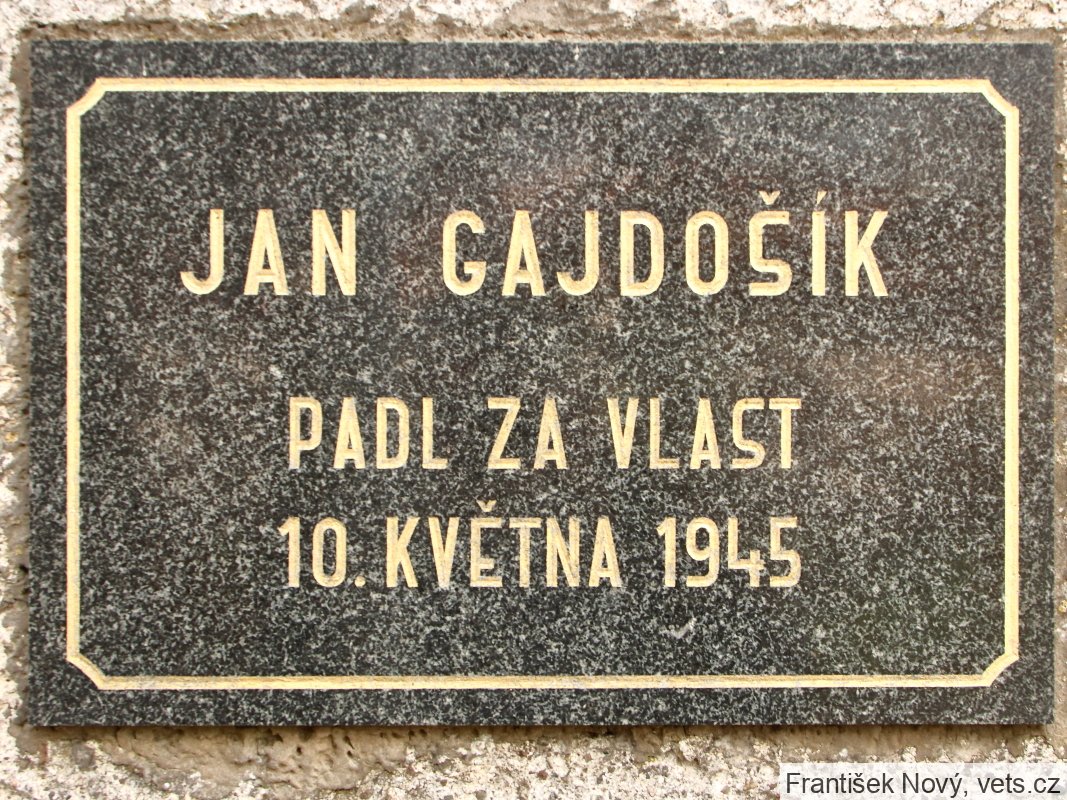 JAN GAJDOŠÍK
PADL ZA VLAST
10. KVĚTNA 1945
František Nový, vets.cz